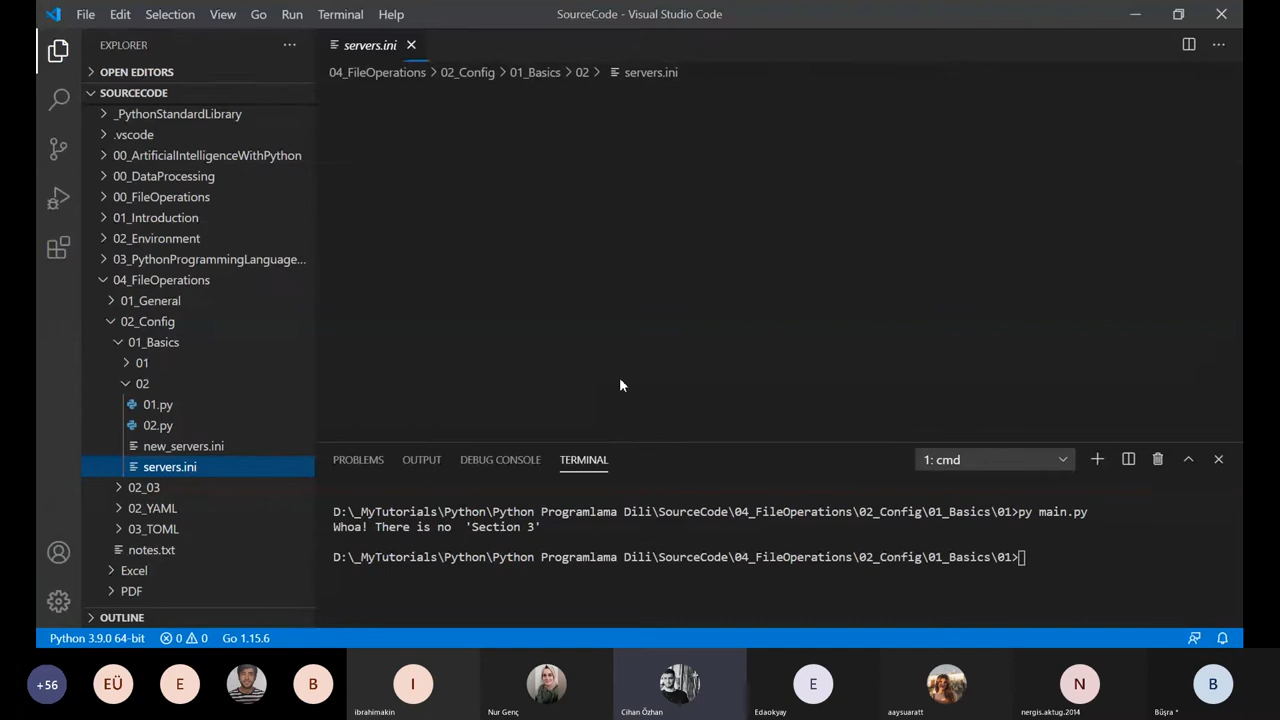 File Edit Selection View Go Run Terminal Help
SourceCode - Visual Studio Code
EXPLORER
OPEN EDITORS
SOURCECODE
_PythonStandardLibrary
.vscode
00_ArtificialIntelligenceWithPython
00_DataProcessing
00_FileOperations
01_Introduction
02_Environment
03_PythonProgrammingLanguage...
04_FileOperations
01_General
02_Config
01_Basics
01
02
01.py
02.py
new_servers.ini
servers.ini
02_03
02_YAML
03_TOML
notes.txt
Excel
PDF
OUTLINE
servers.ini
04_FileOperations > 02_Config > 01_Basics > 02 > servers.ini
PROBLEMS OUTPUT DEBUG CONSOLE TERMINAL
1: cmd
D:\_MyTutorials\Python\Python Programlama Dili\SourceCode\04_FileOperations\02_Config\01_Basics\01>py main.py
Whoa! There is no  'Section 3'
D:\_MyTutorials\Python\Python Programlama Dili\SourceCode\04_FileOperations\02_Config\01_Basics\01>
Python 3.9.0 64-bit 0 0 Go 1.15.6
+56 EÜ E B I E N B
ibrahimakin Nur Genç Cihan Özhan Edaokyay aaysuaratt nergis.aktug.2014 Büşra *